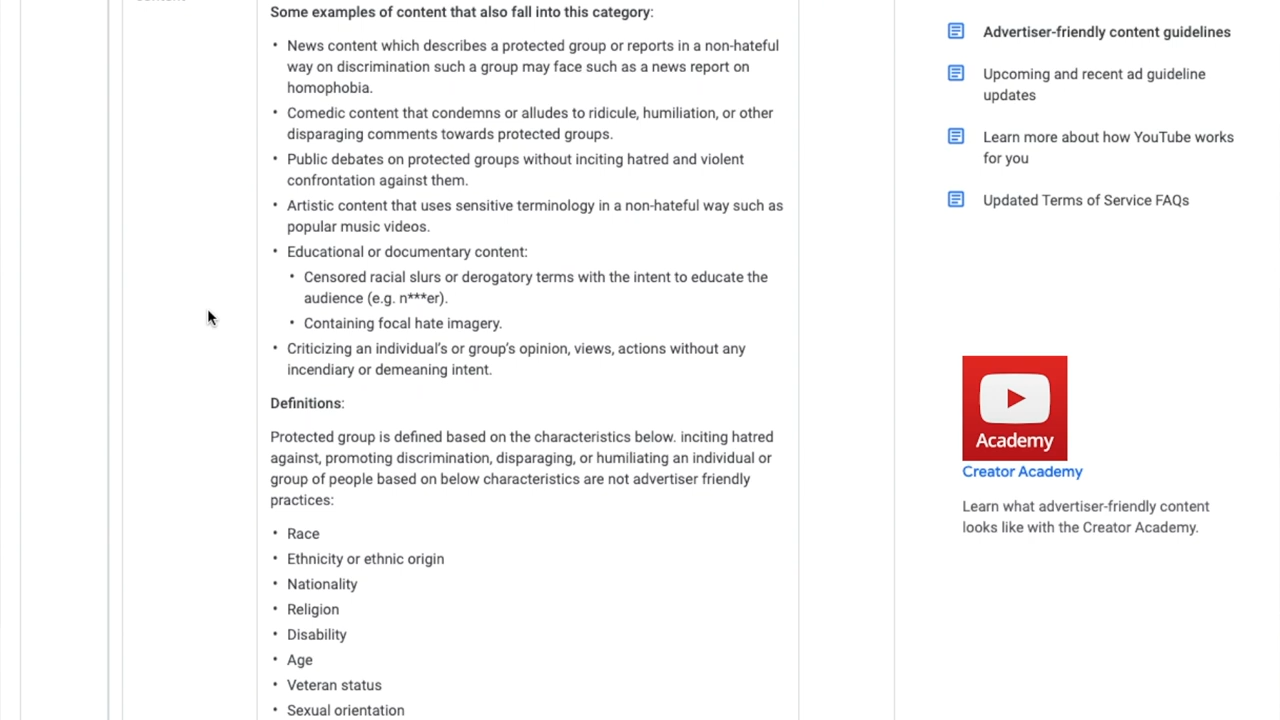 Some examples of content that also fall into this category:
• News content which describes a protected group or reports in a non-hateful
way on discrimination such a group may face such as a news report on
homophobia.
• Comedic content that condemns or alludes to ridicule, humiliation, or other
disparaging comments towards protected groups.
• Public debates on protected groups without inciting hatred and violent
confrontation against them.
• Artistic content that uses sensitive terminology in a non-hateful way such as
popular music videos.
• Educational or documentary content:
• Censored racial slurs or derogatory terms with the intent to educate the
audience (e.g. n***er).
• Containing focal hate imagery.
• Criticizing an individual’s or group’s opinion, views, actions without any
incendiary or demeaning intent.
Definitions:
Protected group is defined based on the characteristics below. inciting hatred
against, promoting discrimination, disparaging, or humiliating an individual or
group of people based on below characteristics are not advertiser friendly
practices:
• Race
• Ethnicity or ethnic origin
• Nationality
• Religion
• Disability
• Age
• Veteran status
• Sexual orientation
Advertiser-friendly content guidelines
Upcoming and recent ad guideline
updates
Learn more about how YouTube works
for you
Updated Terms of Service FAQs
Academy
Creator Academy
Learn what advertiser-friendly content
looks like with the Creator Academy.